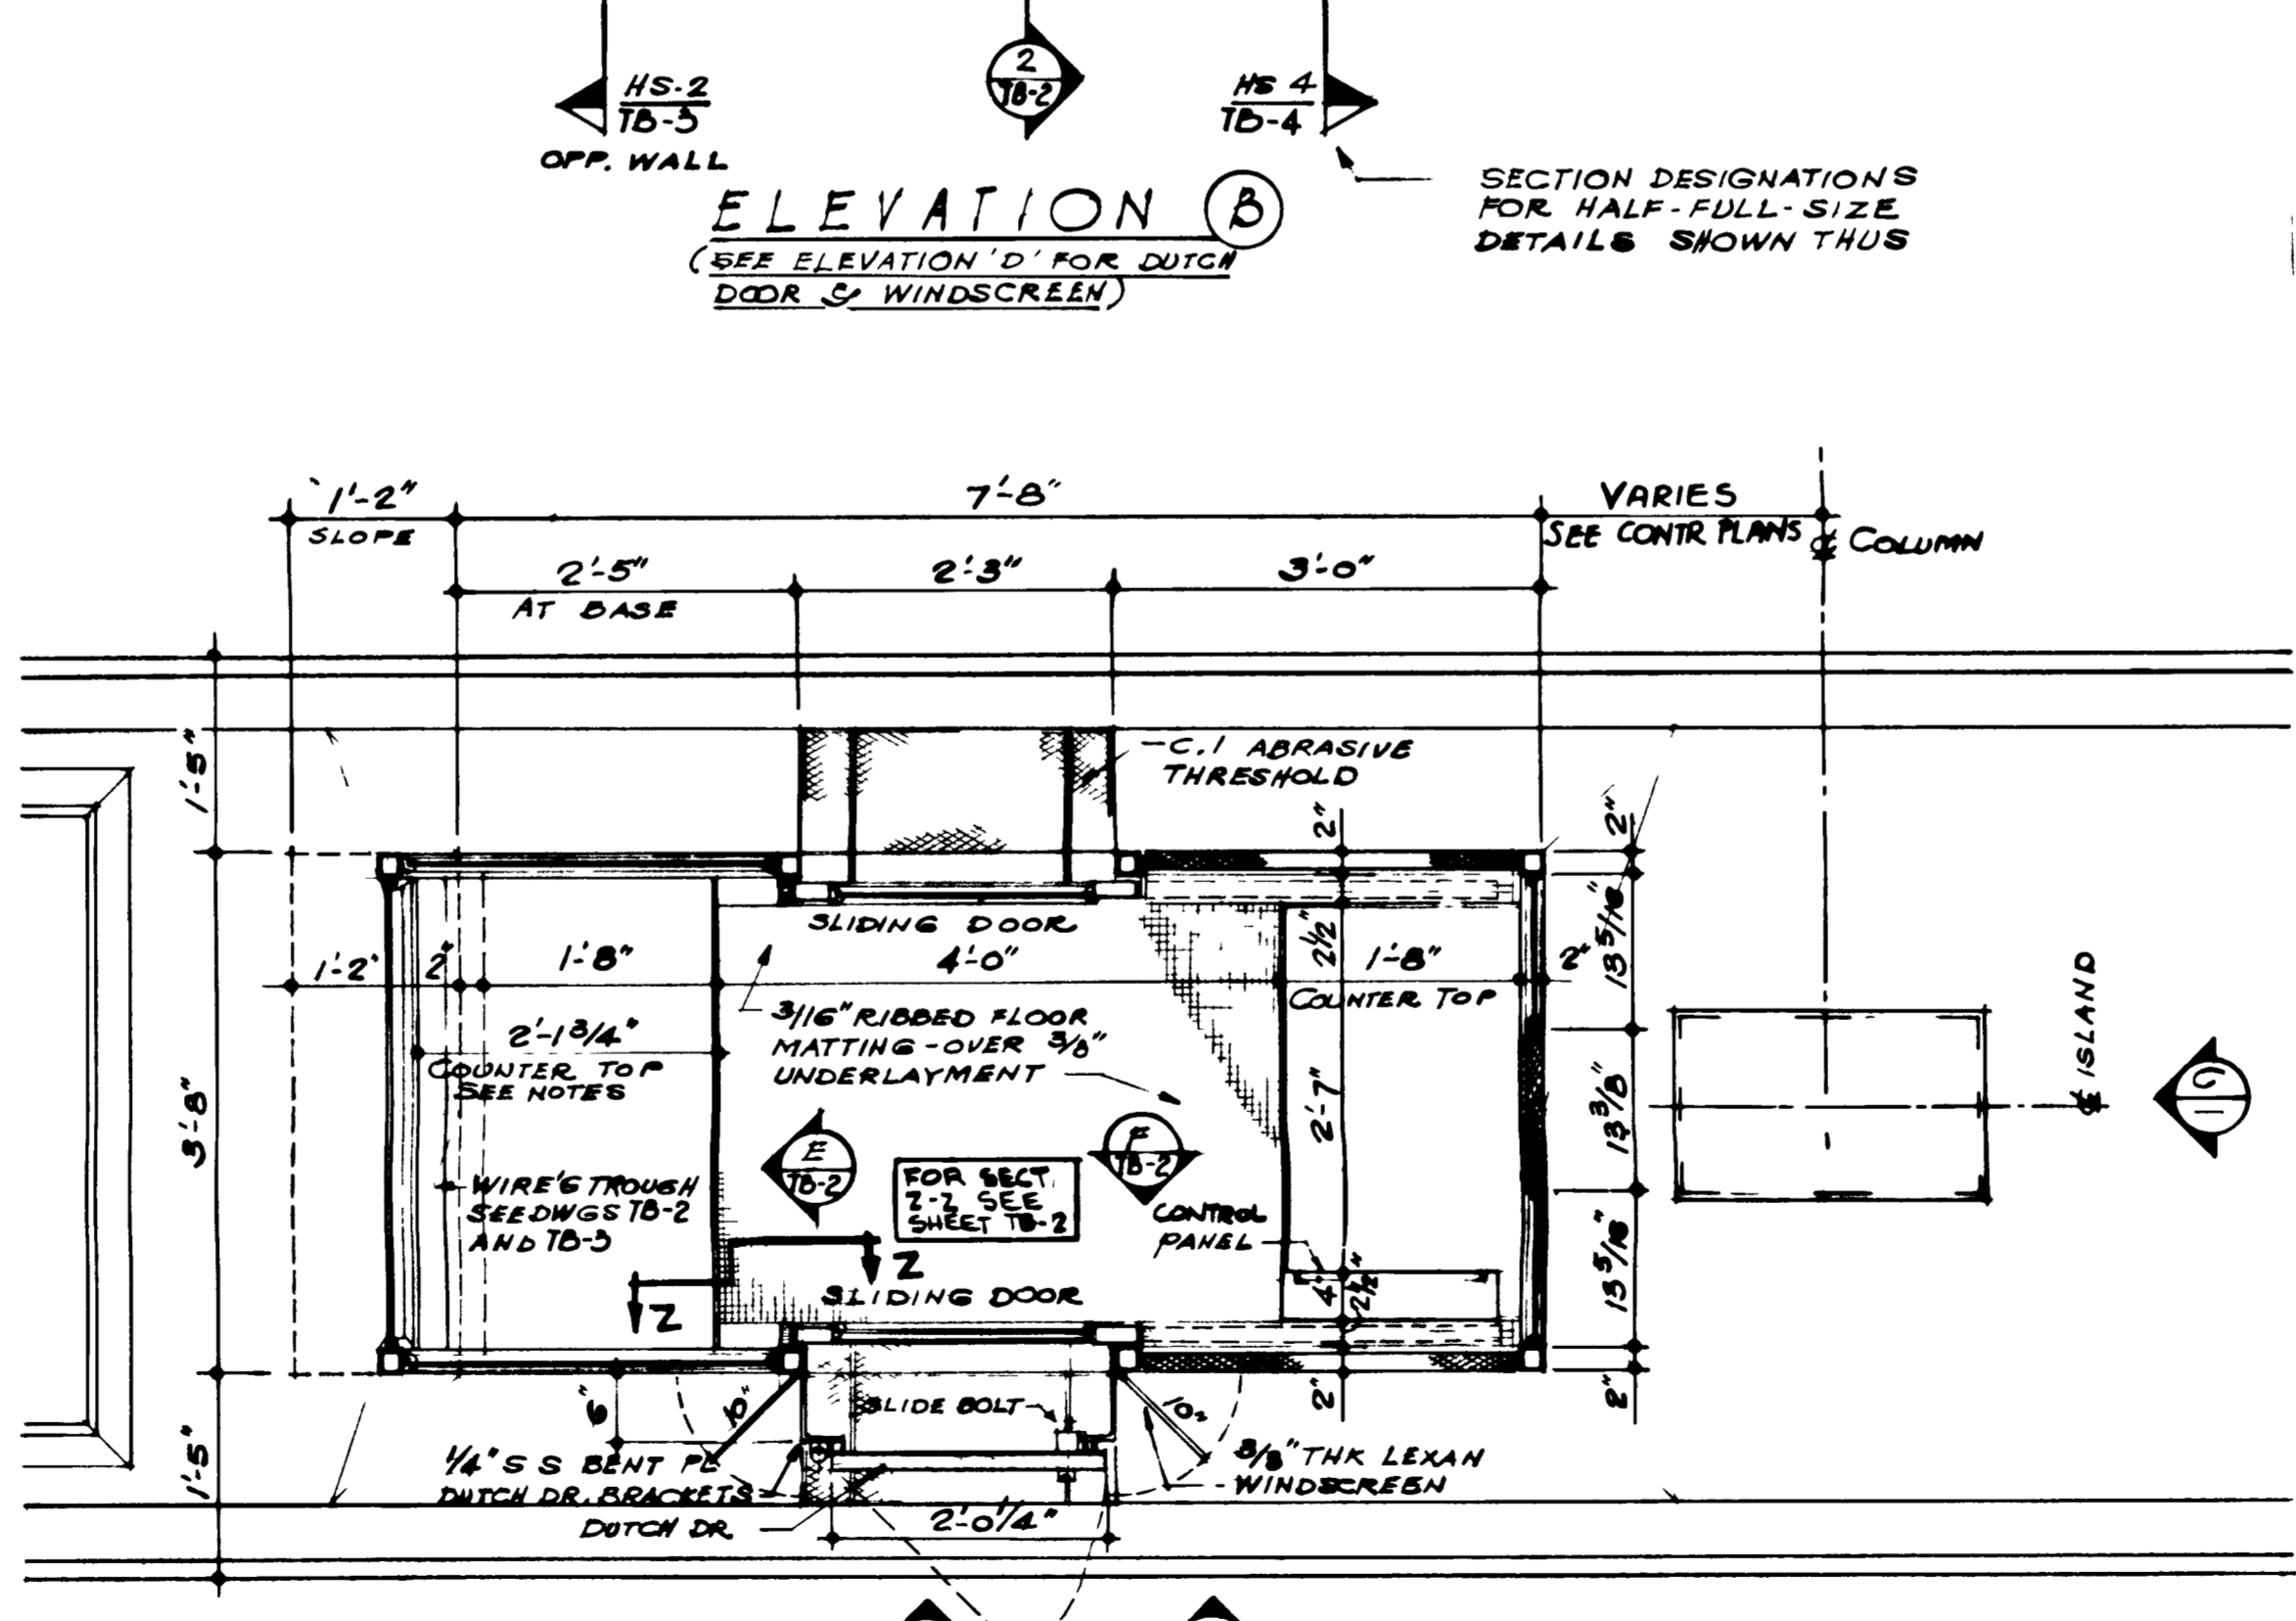 HS-2
TB-3
OPP. WALL
2
TB-2
HS 4
TB-4
SECTION DESIGNATIONS
FOR HALF-FULL-SIZE
DETAILS SHOWN THUS
ELEVATION B
(SEE ELEVATION 'D' FOR DUTCH
DOOR & WINDSCREEN)
1'-2"
SLOPE
7'-8"
VARIES
SEE CONTR PLANS
COLUMN
2'-5"
AT BASE
2'-3"
3'-0"
1'-5"
3'-8"
1'-5"
C.I ABRASIVE
THRESHOLD
2"
2"
SLIDING DOOR
1'-2"
2"
1'-8"
4'-0"
2½"
1'-8"
2"
COUNTER TOP
13 5/16"
2'-1 3/4"
COUNTER TOP
SEE NOTES
3/16" RIBBED FLOOR
MATTING-OVER 3/8"
UNDERLAYMENT
2'-7"
13 3/8"
ISLAND
C
E
TB-2
FOR SECT.
Z-Z SEE
SHEET TB-2
F
TB-2
WIRE'G TROUGH
SEE DWGS TB-2
AND TB-3
CONTROL
PANEL
Z
Z
SLIDING DOOR
4"
2½"
13 5/16"
2"
2"
6"
10"
SLIDE BOLT
10"
1/4" S S BENT PL
DUTCH DR. BRACKETS
DUTCH DR.
3/8" THK LEXAN
WINDSCREEN
2'-0 1/4"